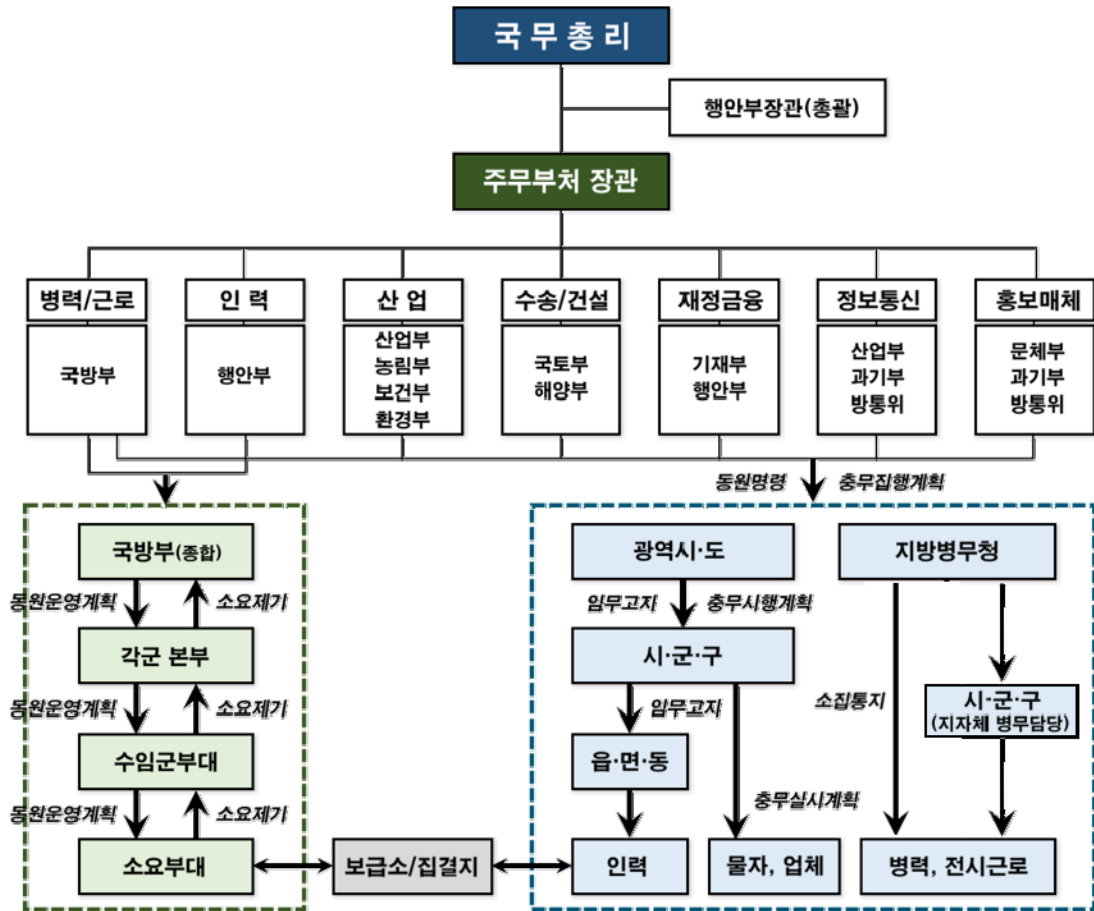 국 무 총 리
행안부장관(총괄)
주무부처 장관
병력/근로
인 력
산 업
수송/건설
재정금융
정보통신
홍보매체
국방부
행안부
산업부
농림부
보건부
환경부
국토부
해양부
기재부
행안부
산업부
과기부
방통위
문체부
과기부
방통위
동원명령
충무집행계획
국방부(종합)
동원운영계획
소요제기
각군 본부
동원운영계획
소요제기
수임군부대
동원운영계획
소요제기
소요부대
보급소/집결지
광역시·도
임무고지
충무시행계획
시·군·구
임무고지
읍·면·동
충무실시계획
인력
물자, 업체
지방병무청
소집통지
시·군·구
(지자체 병무담당)
병력, 전시근로